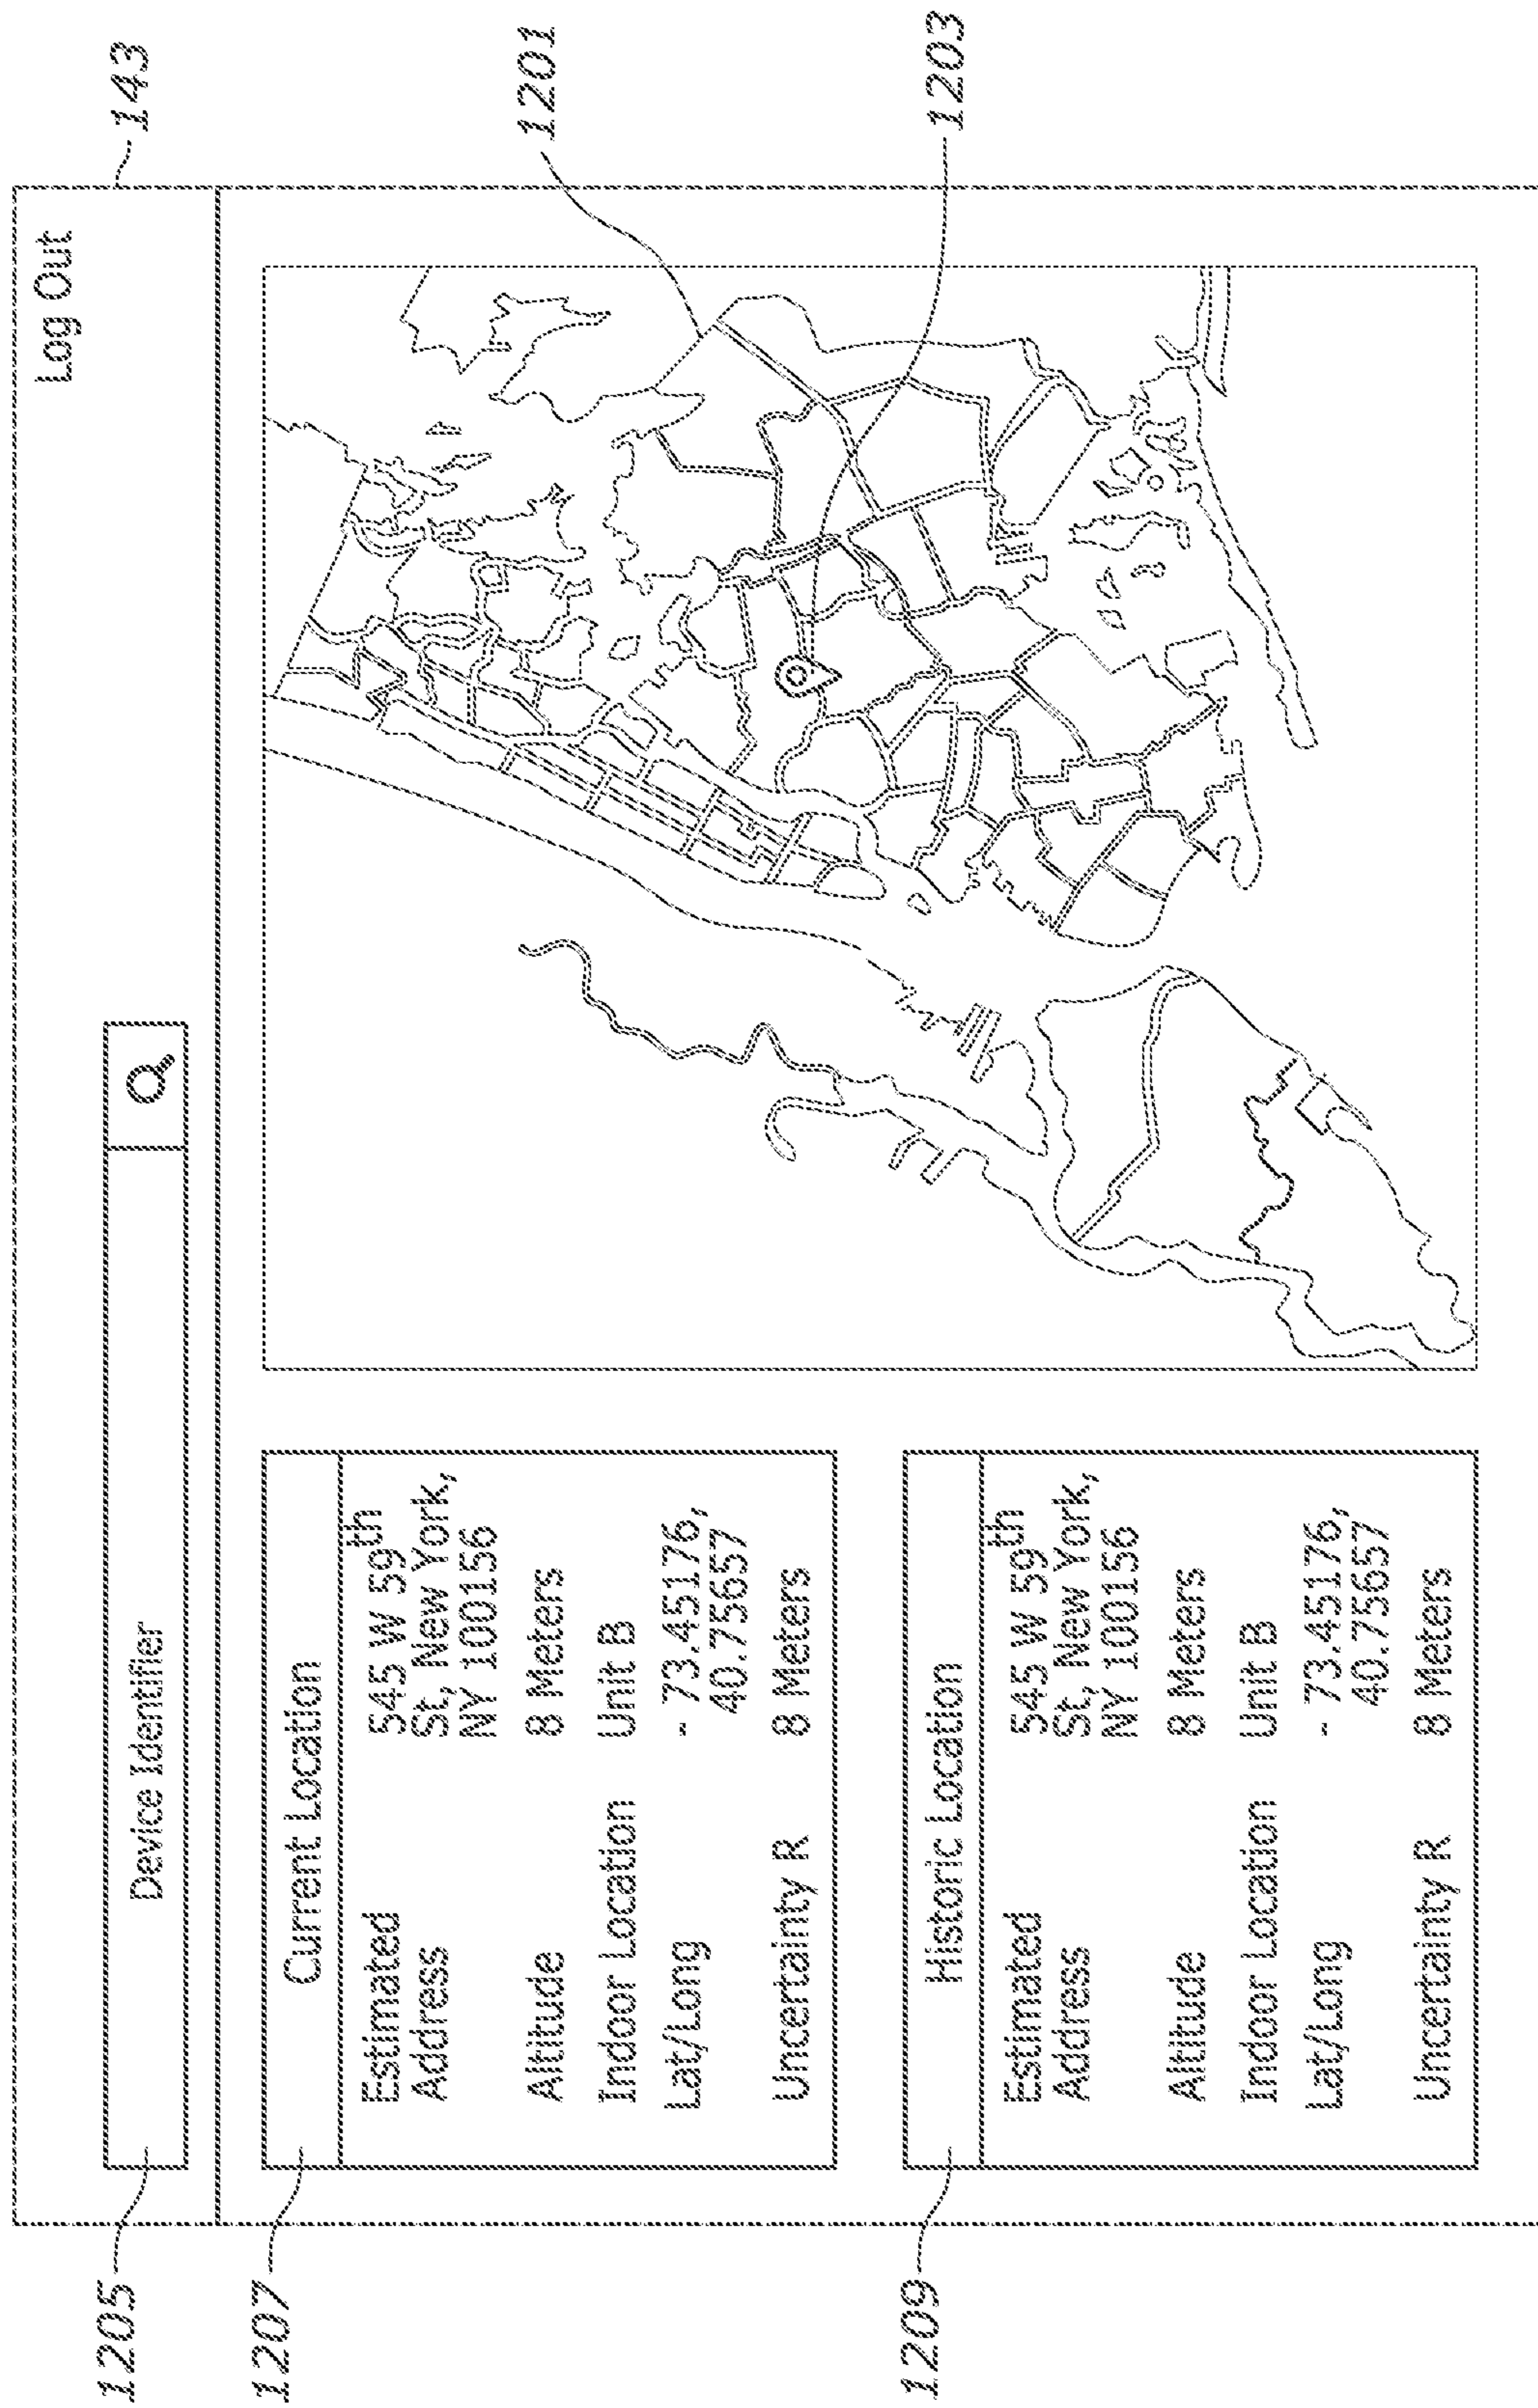 143
Log Out
1205
Device Identifier
1201
1203
1207
Current Location
Estimated
Address
545 W 59th
St, New York,
NY 100156
Altitude
8 Meters
Indoor Location
Unit B
Lat/Long
- 73.45176,
40.75657
Uncertainty R
8 Meters
1209
Historic Location
Estimated
Address
545 W 59th
St, New York,
NY 100156
Altitude
8 Meters
Indoor Location
Unit B
Lat/Long
- 73.45176,
40.75657
Uncertainty R
8 Meters